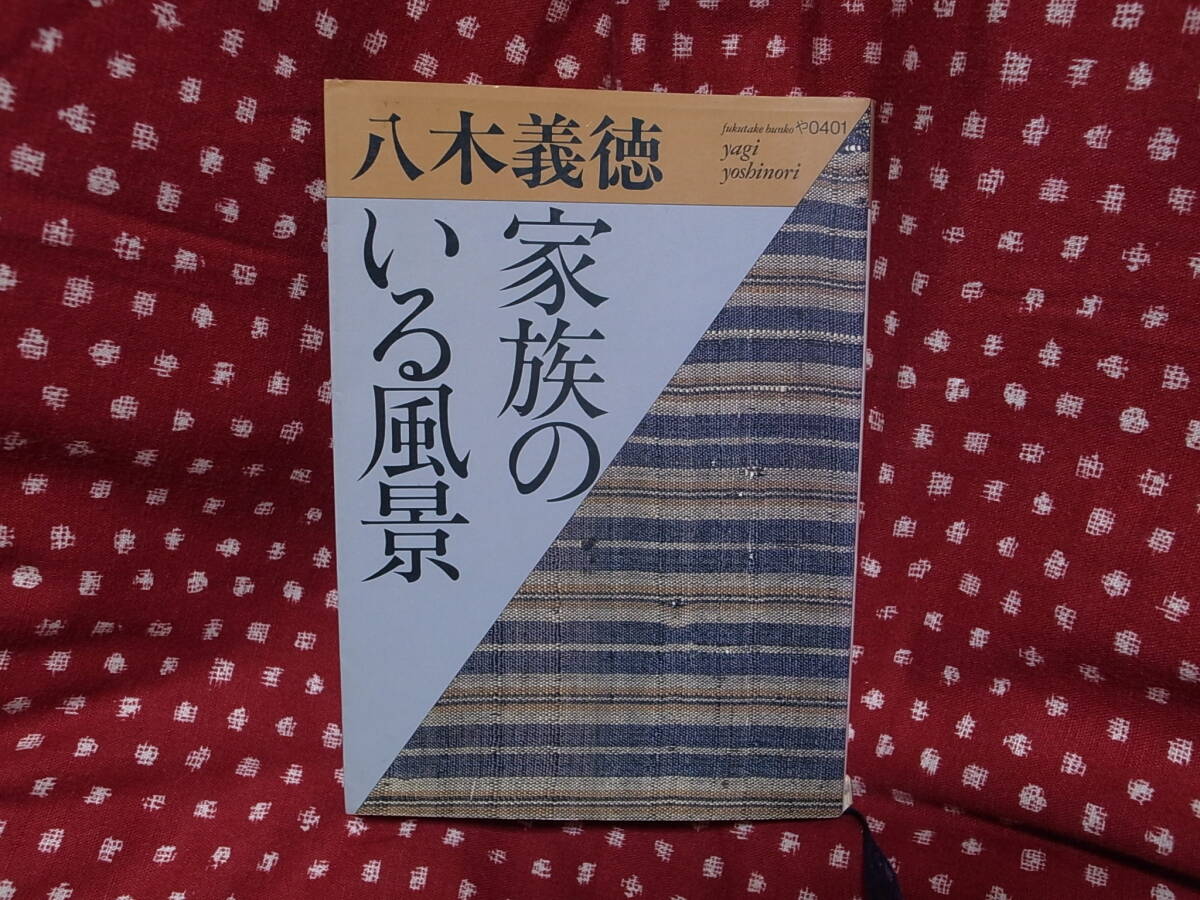 八木義徳
fukutake bunko や0401
yagi
yoshinori
家族の
いる風景